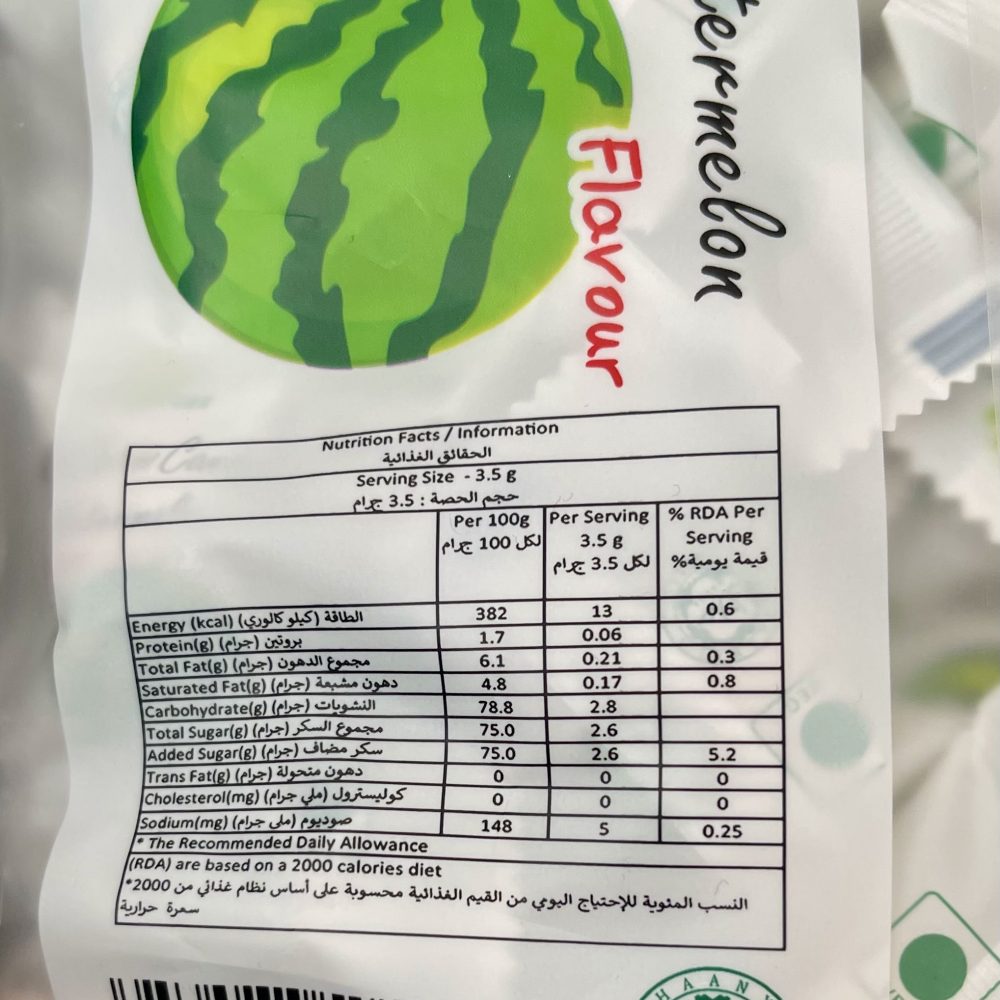 termelon
Flavour
Nutrition Facts / Information
الحقائق الغذائية
Serving Size - 3.5 g
حجم الحصة : 3.5 جرام
Per 100g Per Serving % RDA Per
لكل 100 جرام 3.5 g Serving
لكل 3.5 جرام قيمة يومية%
Energy (kcal) الطاقة (كيلو كالوري) 382 13 0.6
Protein(g) بروتين (جرام) 1.7 0.06
Total Fat(g) مجموع الدهون (جرام) 6.1 0.21 0.3
Saturated Fat(g) دهون مشبعة (جرام) 4.8 0.17 0.8
Carbohydrate(g) النشويات (جرام) 78.8 2.8
Total Sugar(g) مجموع السكر (جرام) 75.0 2.6
Added Sugar(g) سكر مضاف (جرام) 75.0 2.6 5.2
Trans Fat(g) دهون متحولة (جرام) 0 0 0
Cholesterol(mg) كوليسترول (ملي جرام) 0 0 0
Sodium(mg) صوديوم (ملي جرام) 148 5 0.25
* The Recommended Daily Allowance
(RDA) are based on a 2000 calories diet
النسب المئوية للإحتياج اليومي من القيم الغذائية محسوبة على أساس نظام غذائي من 2000*
سعرة حرارية
HAAN